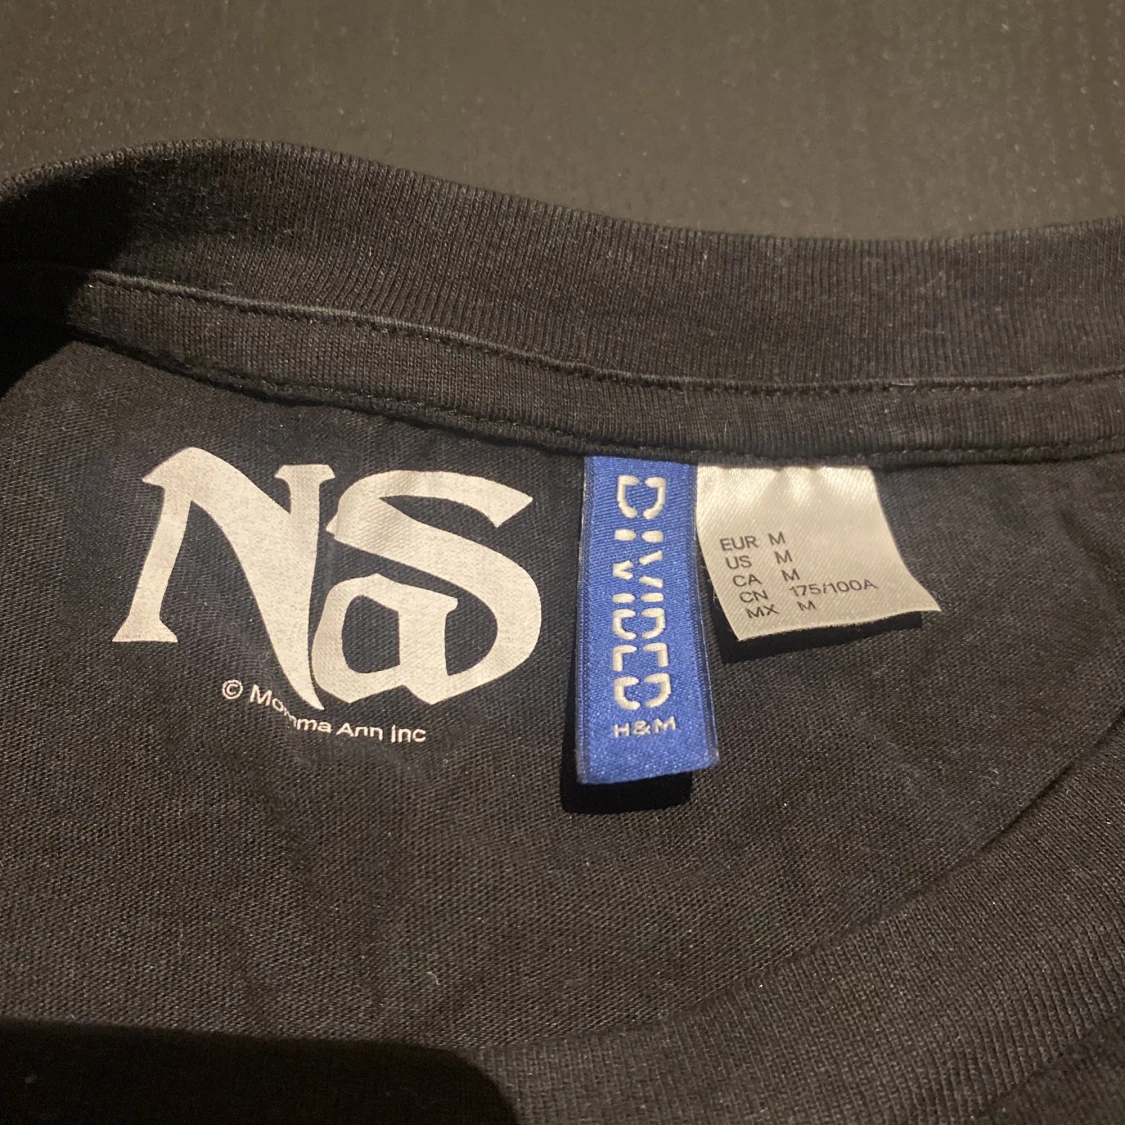 NaS
© Momma Ann Inc
DIVIDED
H&M
EUR M
US M
CA M
CN 175/100A
MX M